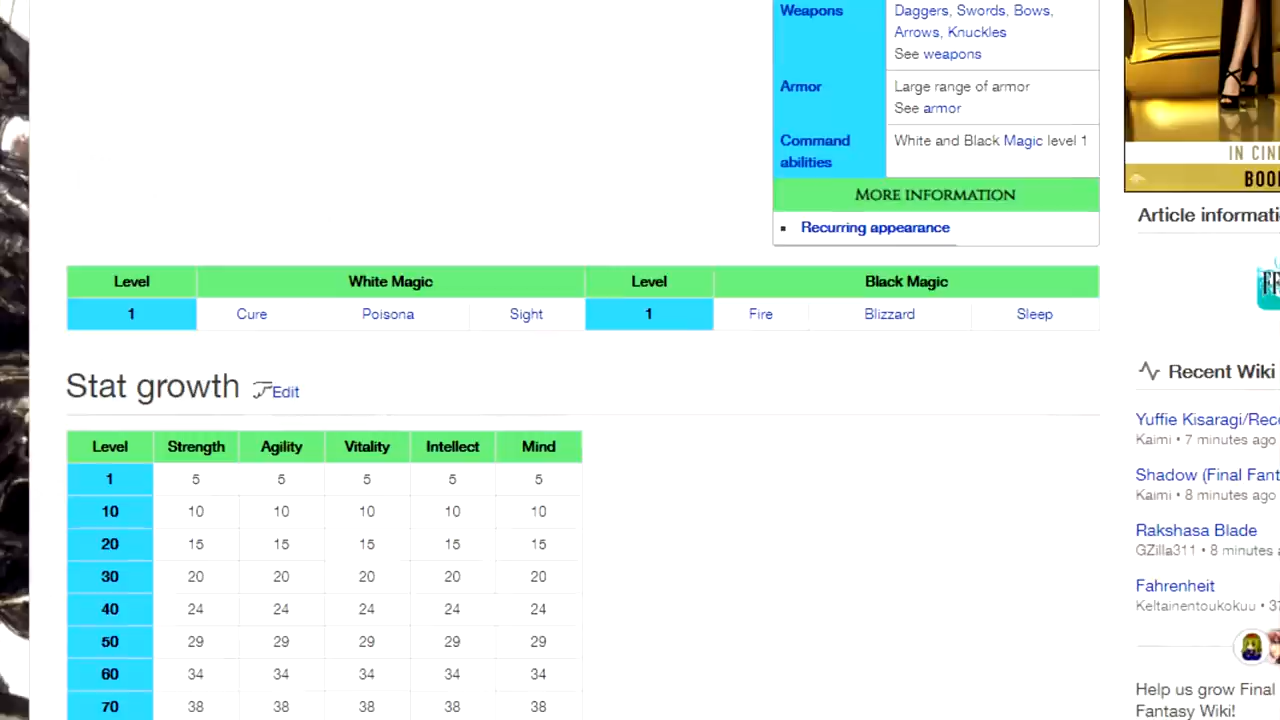 Weapons
Daggers, Swords, Bows,
Arrows, Knuckles
See weapons
Armor
Large range of armor
See armor
Command
abilities
White and Black Magic level 1
MORE INFORMATION
Recurring appearance
IN CINE
BOO
Article informati
Level White Magic Level Black Magic
1 Cure Poisona Sight 1 Fire Blizzard Sleep
Stat growth Edit
Level Strength Agility Vitality Intellect Mind
1 5 5 5 5 5
10 10 10 10 10 10
20 15 15 15 15 15
30 20 20 20 20 20
40 24 24 24 24 24
50 29 29 29 29 29
60 34 34 34 34 34
70 38 38 38 38 38
Recent Wiki
Yuffie Kisaragi/Reco
Kaimi • 7 minutes ago
Shadow (Final Fant
Kaimi • 8 minutes ago
Rakshasa Blade
GZilla311 • 8 minutes a
Fahrenheit
Keltainentoukokuu • 37
Help us grow Final
Fantasy Wiki!